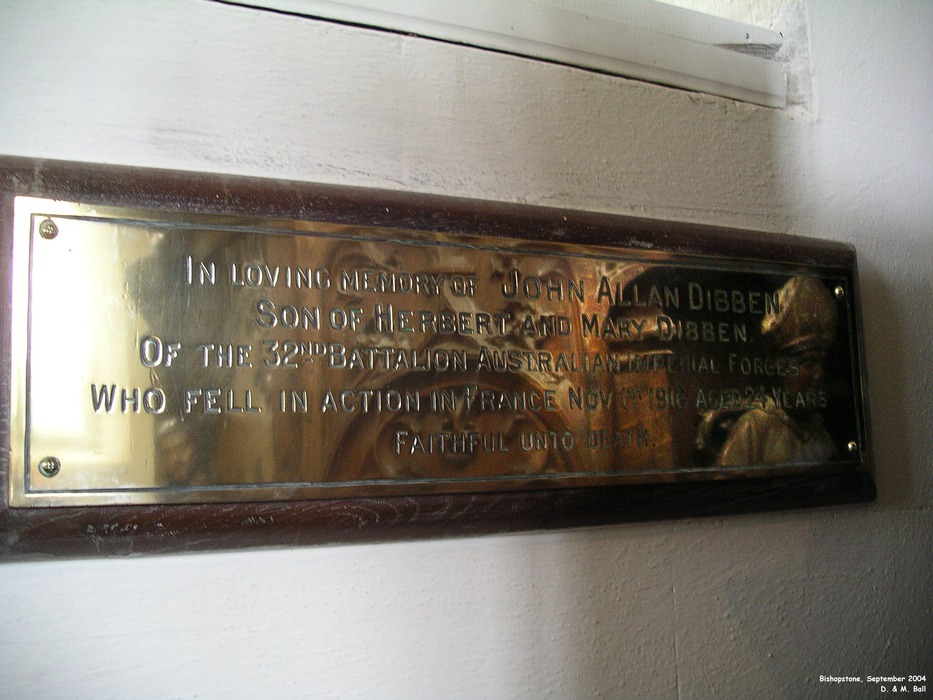 IN LOVING MEMORY OF JOHN ALLAN DIBBEN,
SON OF HERBERT AND MARY DIBBEN.
OF THE 32ND BATTALION AUSTRALIAN IMPERIAL FORCES
WHO FELL IN ACTION IN FRANCE NOV 1ST 1916 AGED 24 YEARS
FAITHFUL UNTO DEATH.
Bishopstone, September 2004
D. & M. Ball